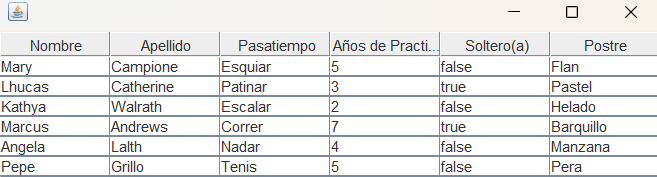 Nombre Apellido Pasatiempo Años de Practi... Soltero(a) Postre
Mary Campione Esquiar 5 false Flan
Lhucas Catherine Patinar 3 true Pastel
Kathya Walrath Escalar 2 false Helado
Marcus Andrews Correr 7 true Barquillo
Angela Lalth Nadar 4 false Manzana
Pepe Grillo Tenis 5 false Pera